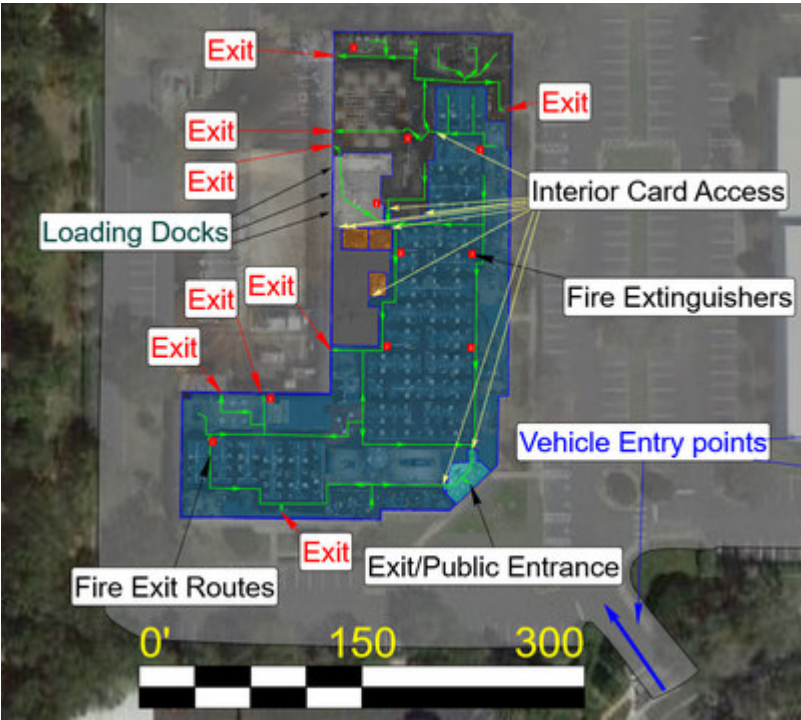 Exit
Exit
Exit
Exit
Interior Card Access
Loading Docks
Exit
Exit
Fire Extinguishers
Exit
Vehicle Entry points
Exit
Exit/Public Entrance
Fire Exit Routes
0' 150 300